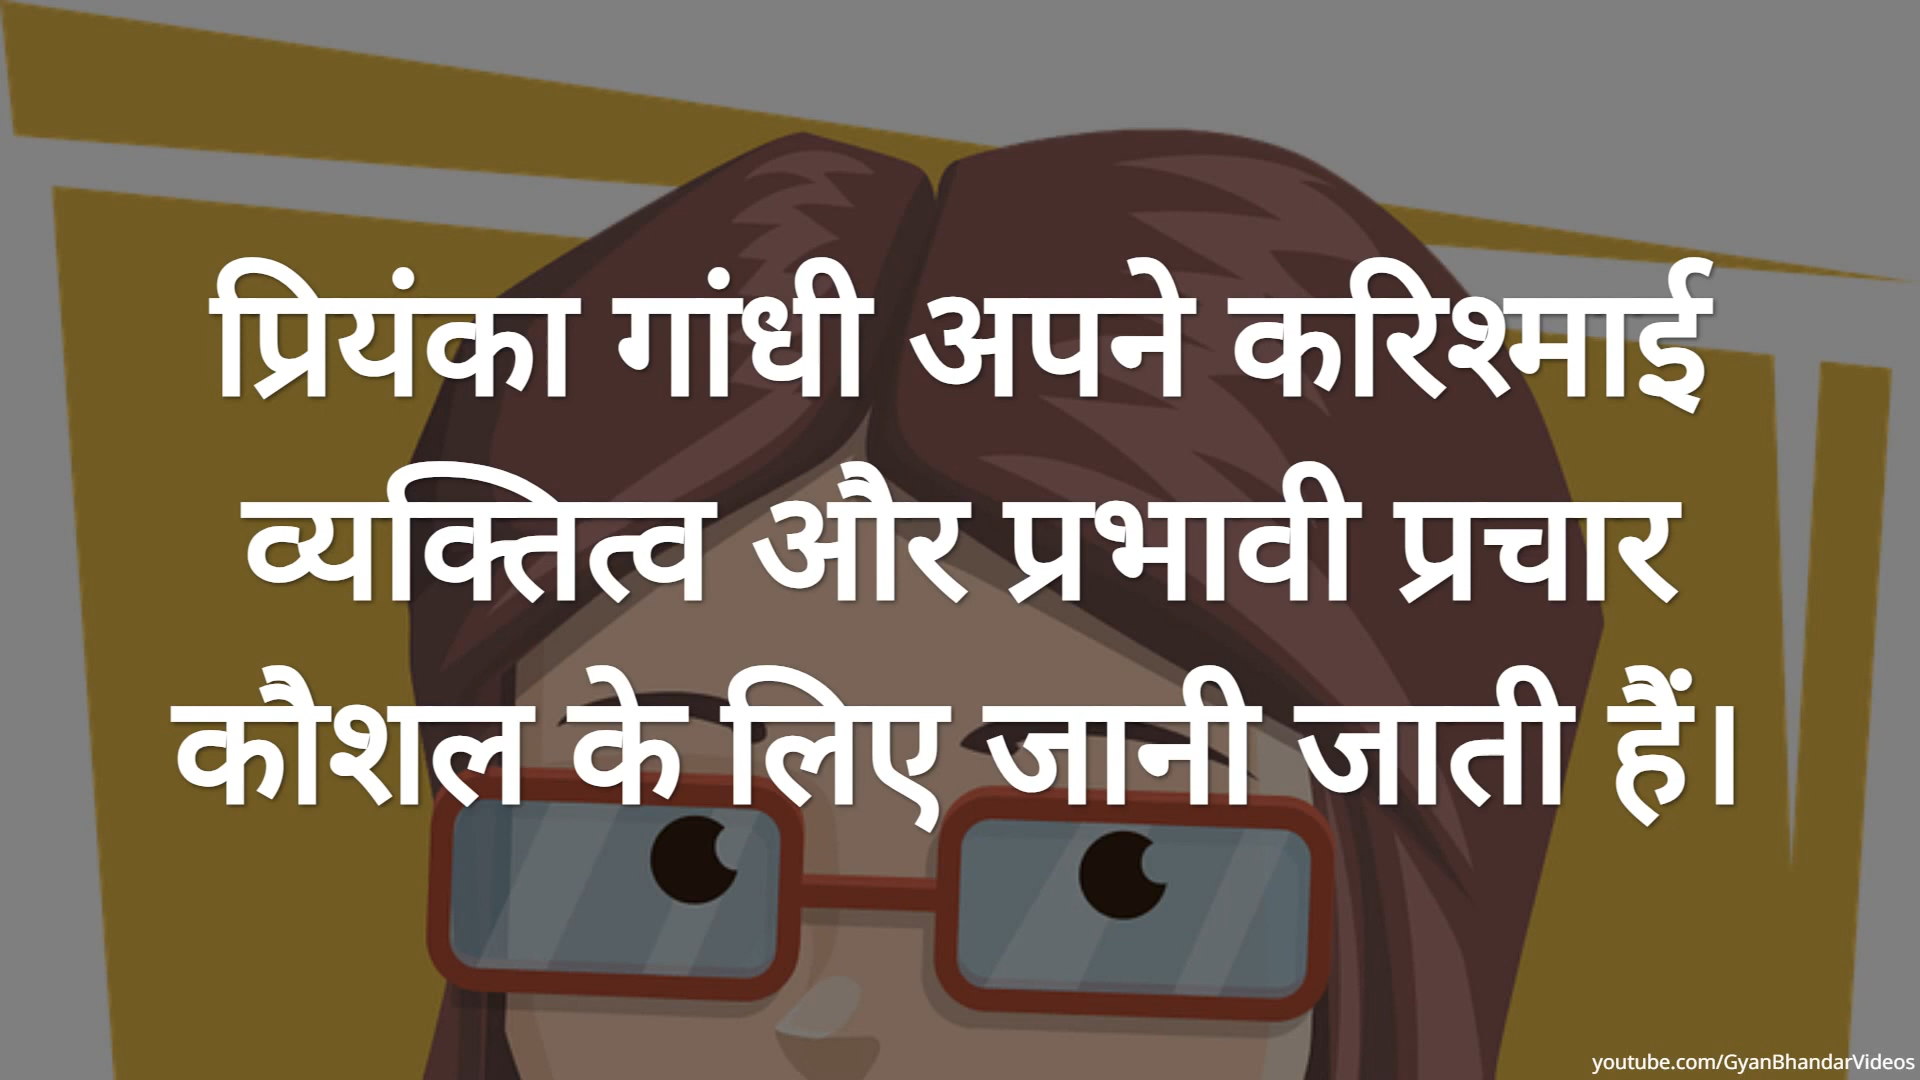 प्रियंका गांधी अपने करिश्माई
व्यक्तित्व और प्रभावी प्रचार
कौशल के लिए जानी जाती हैं।
youtube.com/GyanBhandarVideos